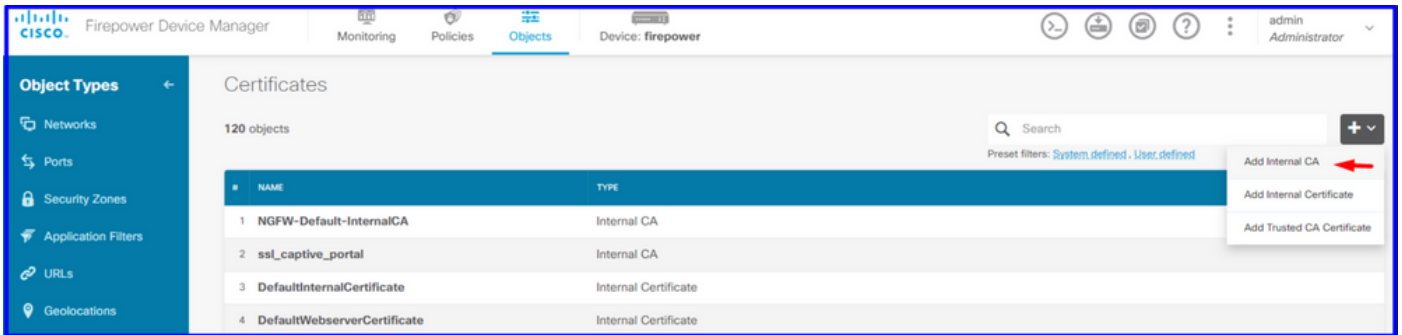 CISCO
Firepower Device Manager
Monitoring
Policies
Objects
Device: firepower
admin
Administrator
Object Types
Networks
Ports
Security Zones
Application Filters
URLs
Geolocations
Certificates
120 objects
Search
Preset filters: System defined , User defined
Add Internal CA
Add Internal Certificate
Add Trusted CA Certificate
# NAME TYPE
1 NGFW-Default-InternalCA Internal CA
2 ssl_captive_portal Internal CA
3 DefaultInternalCertificate Internal Certificate
4 DefaultWebserverCertificate Internal Certificate